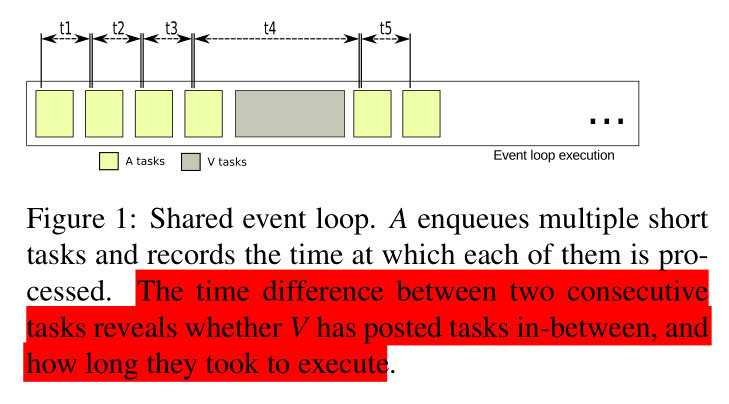 t1 t2 t3 t4 t5
...
A tasks V tasks
Event loop execution
Figure 1: Shared event loop. A enqueues multiple short
tasks and records the time at which each of them is pro-
cessed. The time difference between two consecutive
tasks reveals whether V has posted tasks in-between, and
how long they took to execute.